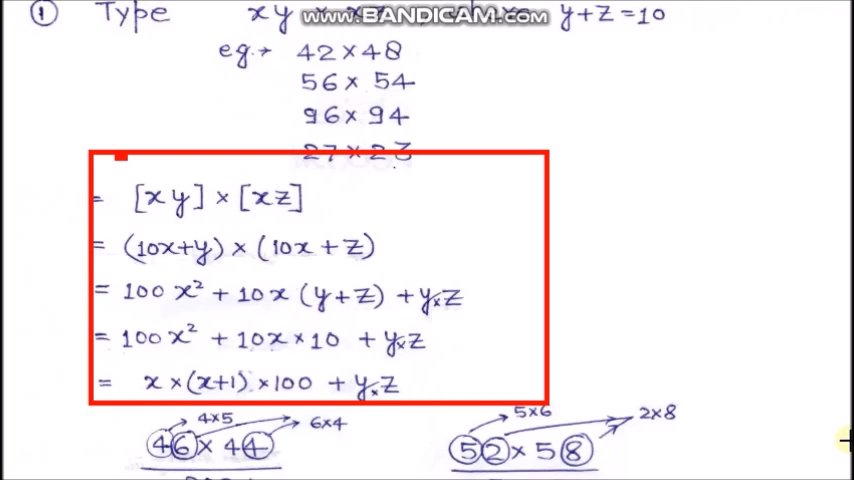 ① Type xy y+z=10
www.BANDICAM.com
eg.→ 42×48
56×54
96×94
27×23
= [xy]×[xz]
= (10x+y)×(10x+z)
= 100x²+10x(y+z)+y×z
= 100x²+10x×10+y×z
= x×(x+1)×100+y×z
4×5 6×4 5×6 2×8
46×44 52×58